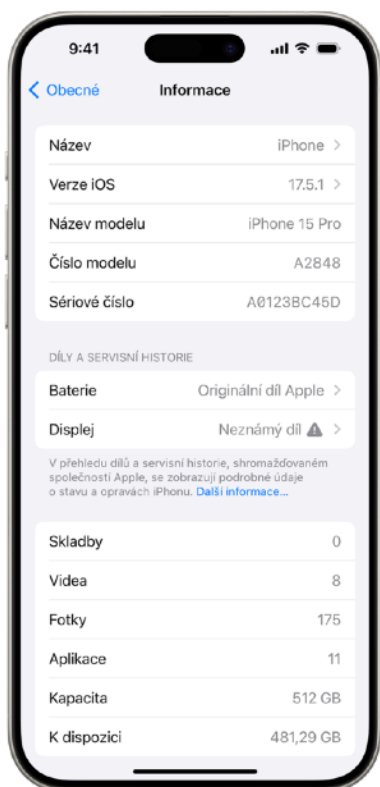 9:41
Obecné Informace
Název iPhone
Verze iOS 17.5.1
Název modelu iPhone 15 Pro
Číslo modelu A2848
Sériové číslo A0123BC45D
DÍLY A SERVISNÍ HISTORIE
Baterie Originální díl Apple
Displej Neznámý díl
V přehledu dílů a servisní historie, shromažďovaném
společností Apple, se zobrazují podrobné údaje
o stavu a opravách iPhonu. Další informace...
Skladby 0
Videa 8
Fotky 175
Aplikace 11
Kapacita 512 GB
K dispozici 481,29 GB